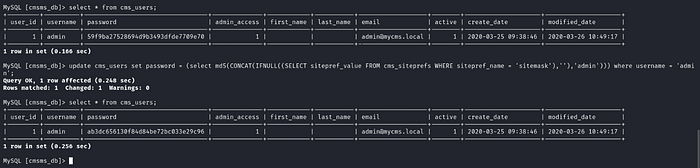 MySQL [cmsms_db]> select * from cms_users;
+---------+----------+----------------------------------+--------------+------------+-----------+-------------------+--------+---------------------+---------------------+
| user_id | username | password | admin_access | first_name | last_name | email | active | create_date | modified_date |
+---------+----------+----------------------------------+--------------+------------+-----------+-------------------+--------+---------------------+---------------------+
| 1 | admin | 59f9ba27528694d9b3493dfde7709e70 | 1 | | | admin@mycms.local | 1 | 2020-03-25 09:38:46 | 2020-03-26 10:49:17 |
+---------+----------+----------------------------------+--------------+------------+-----------+-------------------+--------+---------------------+---------------------+
1 row in set (0.166 sec)
MySQL [cmsms_db]> update cms_users set password = (select md5(CONCAT(IFNULL((SELECT sitepref_value FROM cms_siteprefs WHERE sitepref_name = 'sitemask'),''),'admin'))) where username = 'admi
n';
Query OK, 1 row affected (0.248 sec)
Rows matched: 1 Changed: 1 Warnings: 0
MySQL [cmsms_db]> select * from cms_users;
+---------+----------+----------------------------------+--------------+------------+-----------+-------------------+--------+---------------------+---------------------+
| user_id | username | password | admin_access | first_name | last_name | email | active | create_date | modified_date |
+---------+----------+----------------------------------+--------------+------------+-----------+-------------------+--------+---------------------+---------------------+
| 1 | admin | ab3dc656130f84d84be72bc033e29c96 | 1 | | | admin@mycms.local | 1 | 2020-03-25 09:38:46 | 2020-03-26 10:49:17 |
+---------+----------+----------------------------------+--------------+------------+-----------+-------------------+--------+---------------------+---------------------+
1 row in set (0.256 sec)
MySQL [cmsms_db]>